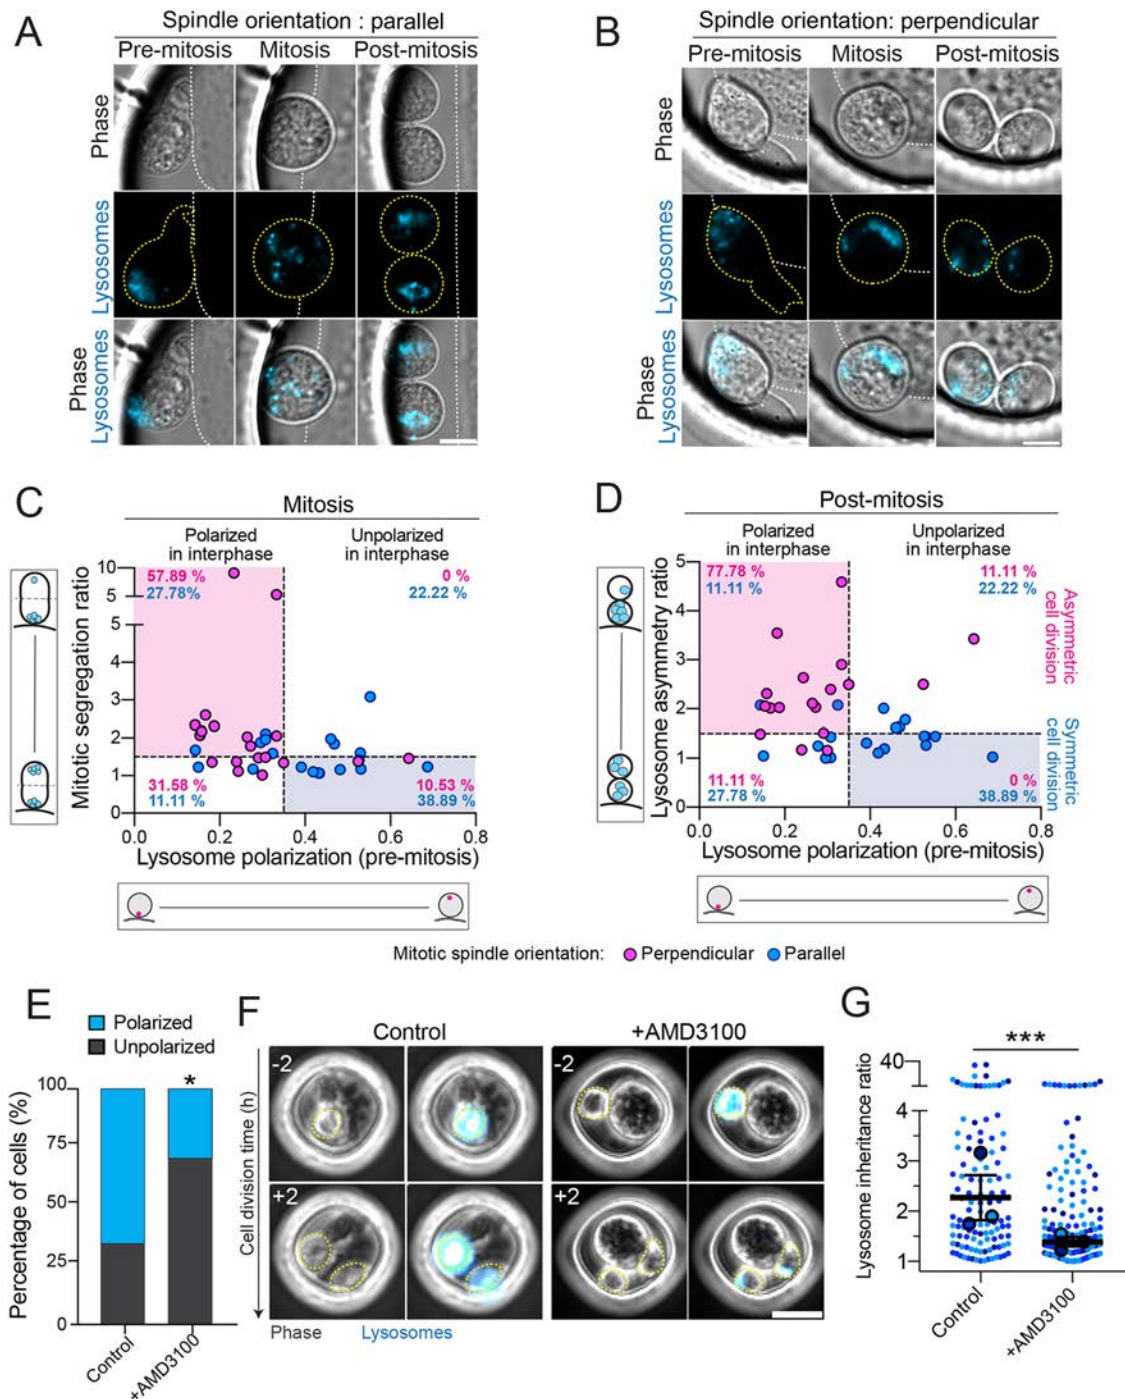 A
Spindle orientation : parallel
Pre-mitosis Mitosis Post-mitosis
Phase
Lysosomes
Phase
Lysosomes
B
Spindle orientation: perpendicular
Pre-mitosis Mitosis Post-mitosis
Phase
Lysosomes
Phase
Lysosomes
C
Mitosis
Polarized
in interphase
Unpolarized
in interphase
57.89 %
27.78%
0 %
22.22 %
31.58 %
11.11 %
10.53 %
38.89 %
Mitotic segregation ratio
10
5
5
4
3
2
1
0
0.0 0.2 0.4 0.6 0.8
Lysosome polarization (pre-mitosis)
D
Post-mitosis
Polarized
in interphase
Unpolarized
in interphase
77.78 %
11.11 %
11.11 %
22.22 %
11.11 %
27.78 %
0 %
38.89 %
Asymmetric
cell division
Symmetric
cell division
Lysosome asymmetry ratio
5
4
3
2
1
0
0.0 0.2 0.4 0.6 0.8
Lysosome polarization (pre-mitosis)
Mitotic spindle orientation: Perpendicular Parallel
E
Polarized
Unpolarized
Percentage of cells (%)
100
75
50
25
0
*
Control
+AMD3100
F
Control
+AMD3100
Cell division time (h)
-2
-2
+2
+2
Phase Lysosomes
G
Lysosome inheritance ratio
40
4
3
2
1
***
Control
+AMD3100